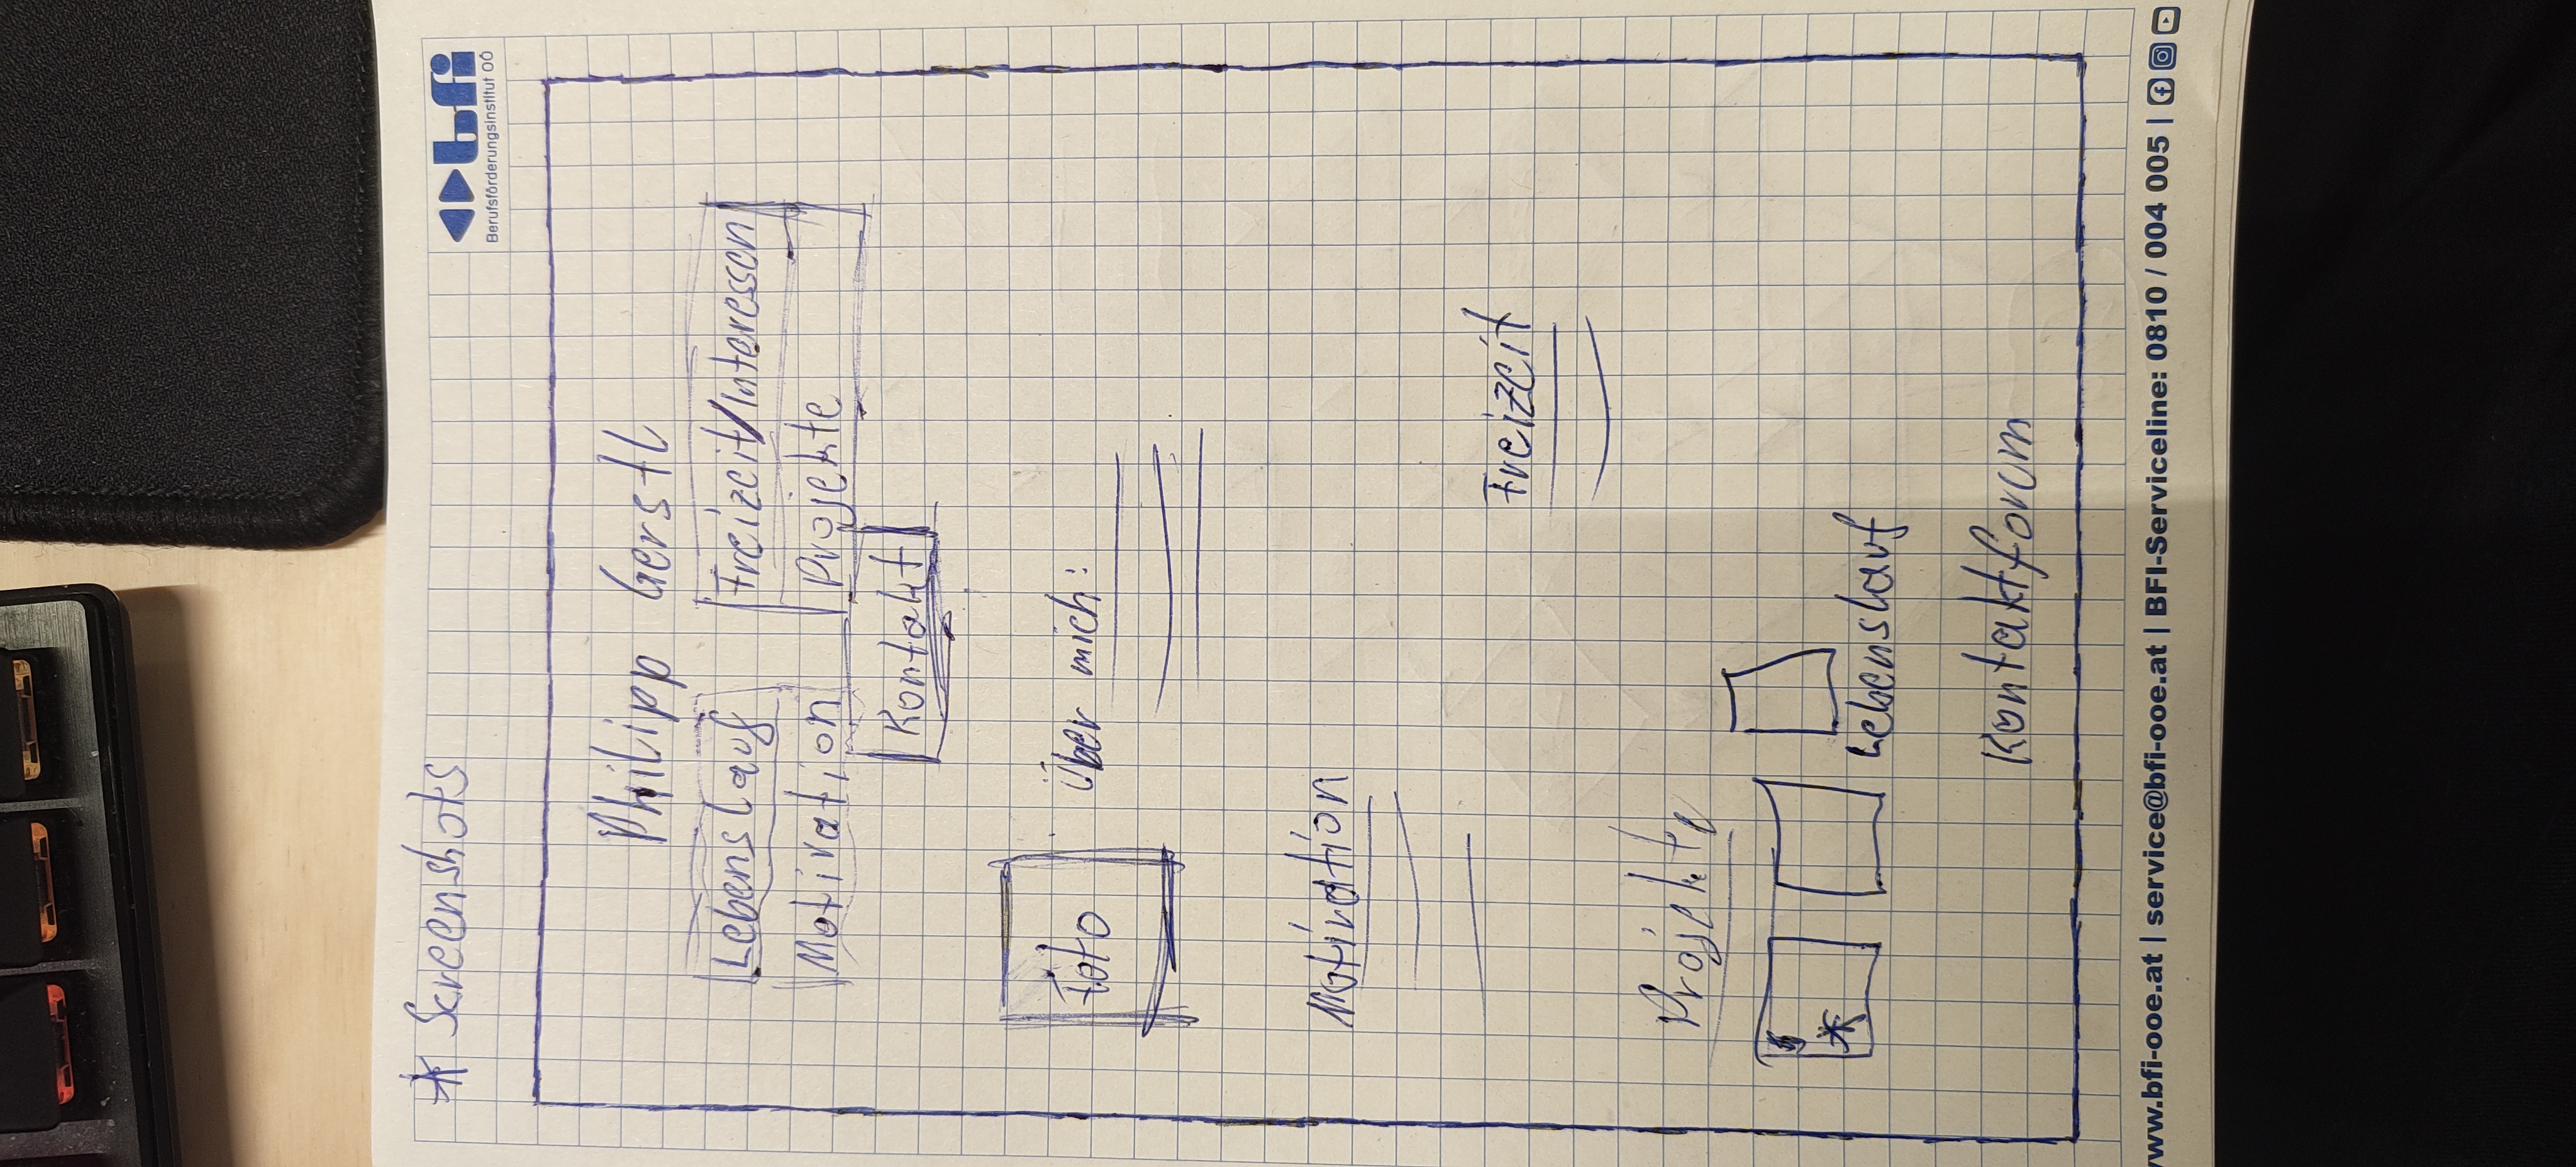 * Screenshots
bfi
Berufsförderungsinstitut OÖ
Philipp Gerstl
Lebenslauf Freizeit/Interessen
Motivation Projekte
Kontakt
Foto Über mich:
Motivation
Freizeit
Projekte
*
Lebenslauf
Kontaktforum
www.bfi-ooe.at | service@bfi-ooe.at | BFI-Serviceline: 0810 / 004 005 |